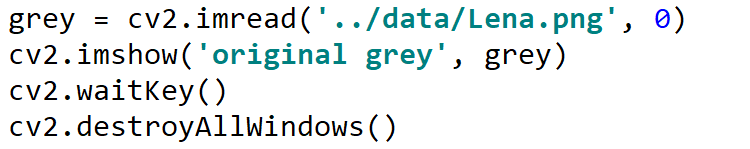 grey = cv2.imread('../data/Lena.png', 0)
cv2.imshow('original grey', grey)
cv2.waitKey()
cv2.destroyAllWindows()